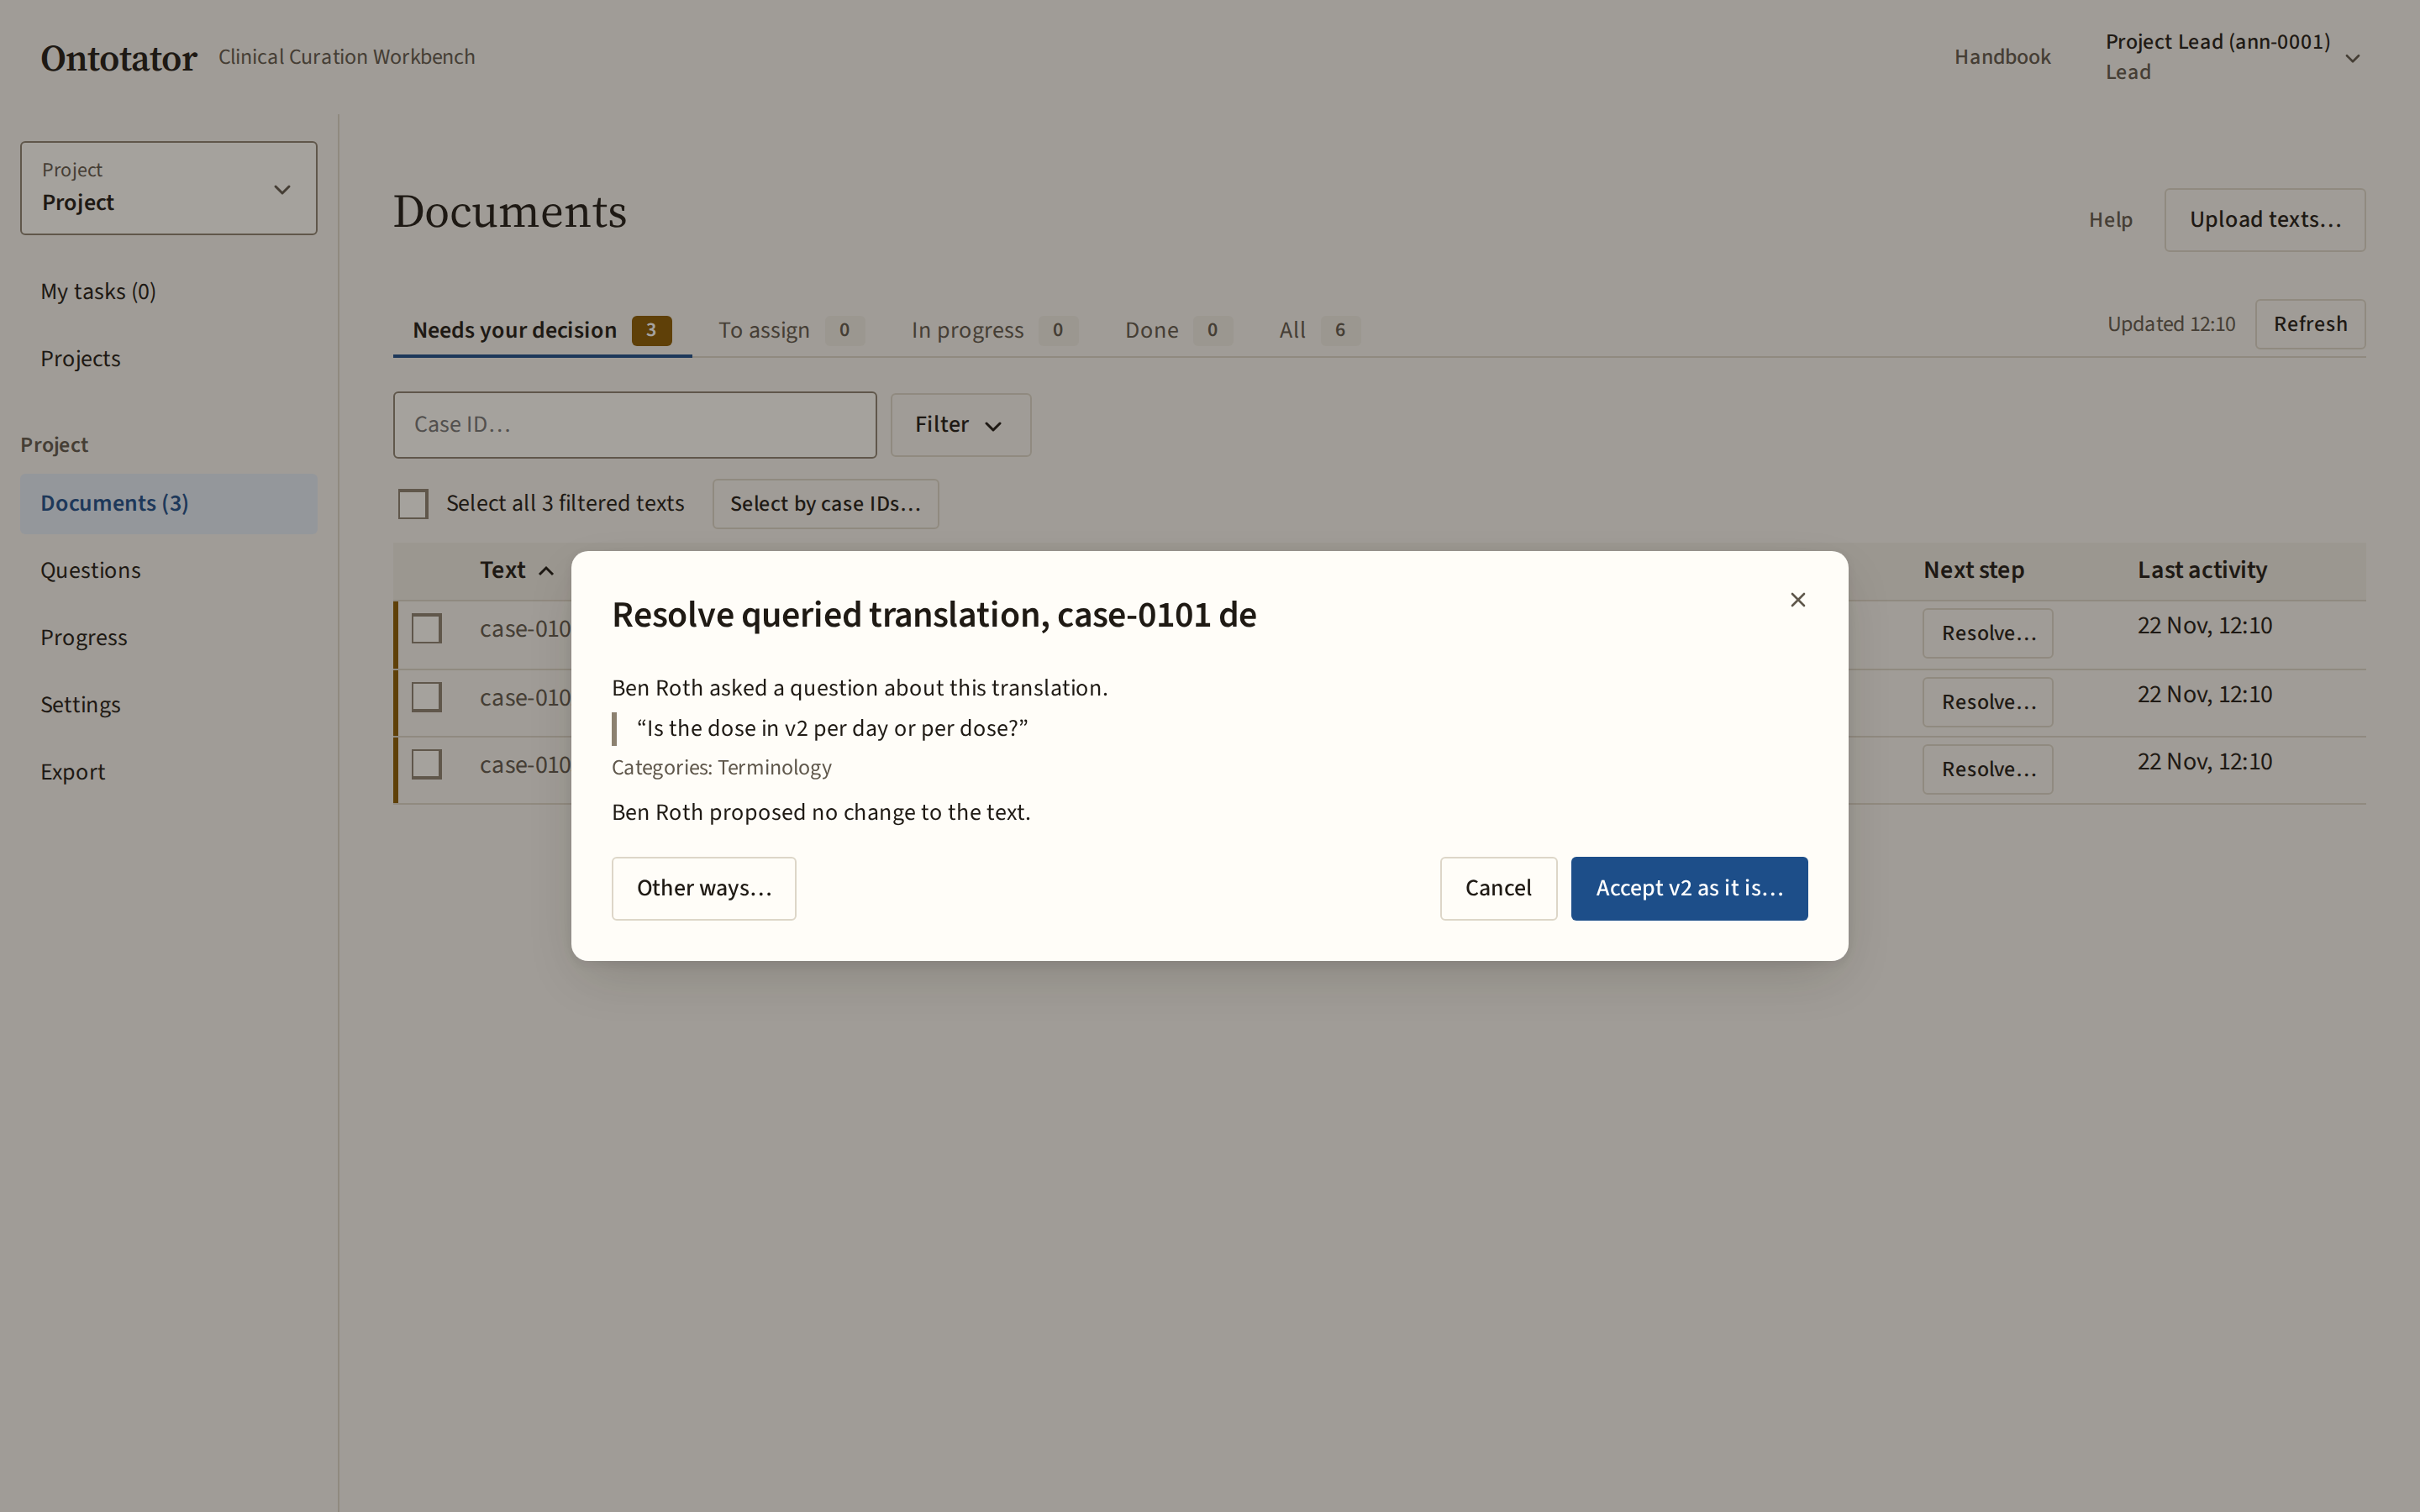 Ontotator Clinical Curation Workbench
Handbook
Project Lead (ann-0001)
Lead
Project
Project
My tasks (0)
Projects
Project
Documents (3)
Questions
Progress
Settings
Export
Documents
Help
Upload texts…
Needs your decision 3
To assign 0
In progress 0
Done 0
All 6
Updated 12:10
Refresh
Case ID…
Filter
Select all 3 filtered texts
Select by case IDs…
Text
Next step
Last activity
case-010
Resolve…
22 Nov, 12:10
case-010
Resolve…
22 Nov, 12:10
case-010
Resolve…
22 Nov, 12:10
Resolve queried translation, case-0101 de
Ben Roth asked a question about this translation.
“Is the dose in v2 per day or per dose?”
Categories: Terminology
Ben Roth proposed no change to the text.
Other ways…
Cancel
Accept v2 as it is…